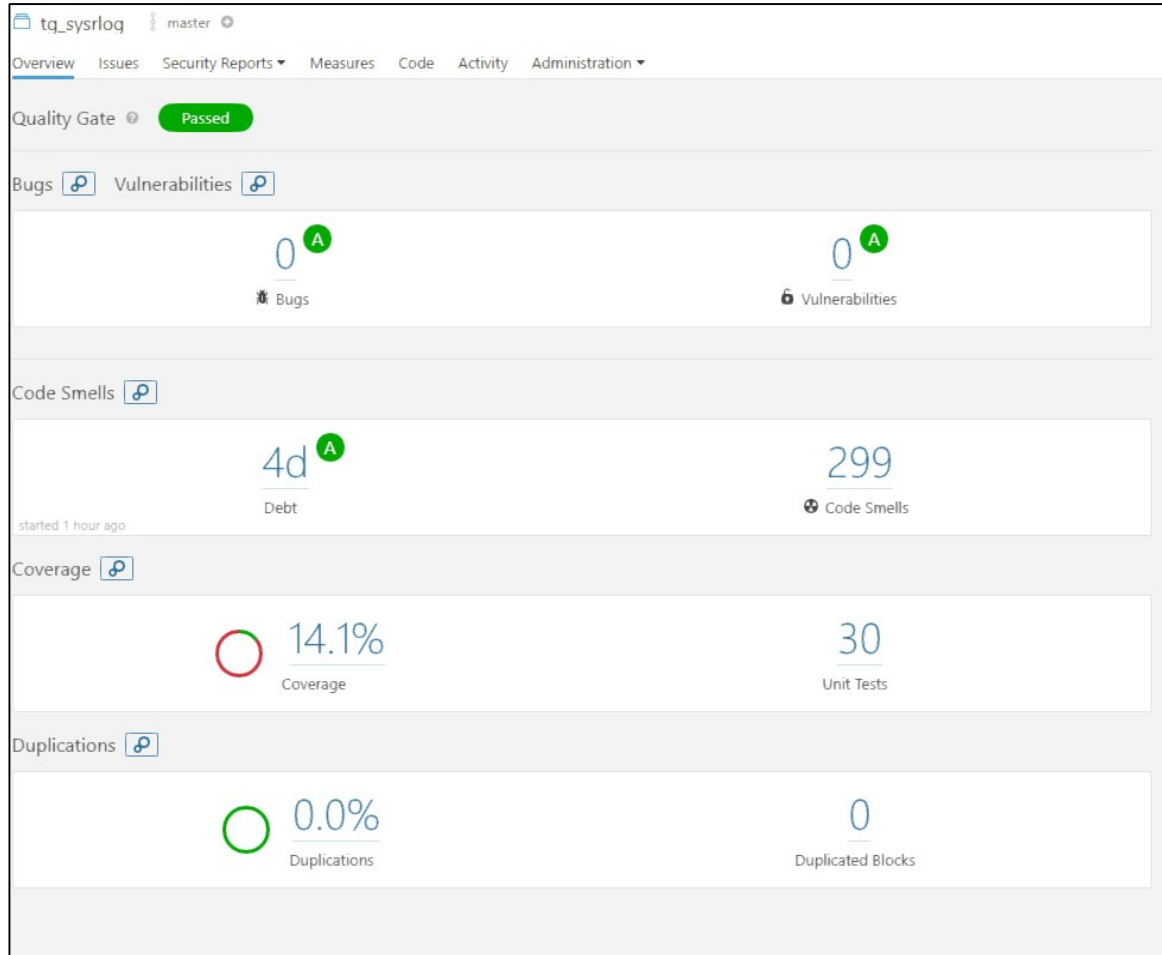 tg_sysrlog master
Overview Issues Security Reports Measures Code Activity Administration
Quality Gate ? Passed
Bugs Vulnerabilities
0 A 0 A
Bugs Vulnerabilities
Code Smells
4d A 299
Debt Code Smells
started 1 hour ago
Coverage
14.1% 30
Coverage Unit Tests
Duplications
0.0% 0
Duplications Duplicated Blocks